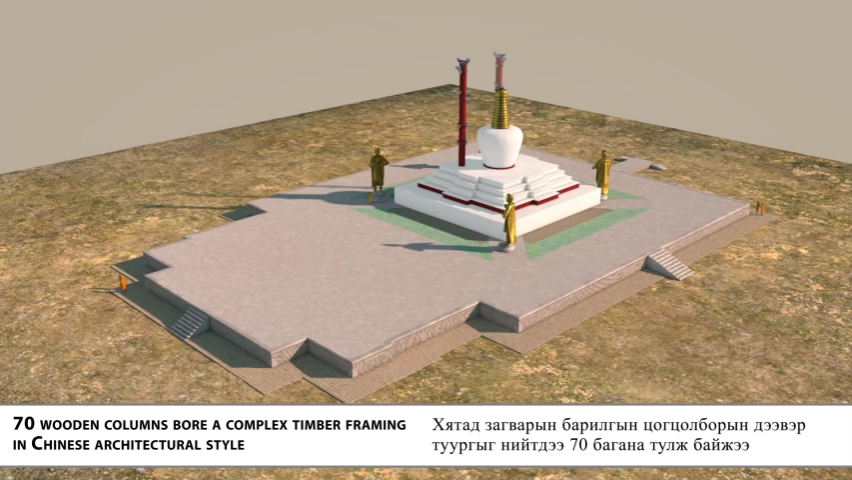 70 WOODEN COLUMNS BORE A COMPLEX TIMBER FRAMING
IN CHINESE ARCHITECTURAL STYLE
Хятад загварын барилгын цогцолборын дээвэр
туургыг нийтдээ 70 багана тулж байжээ